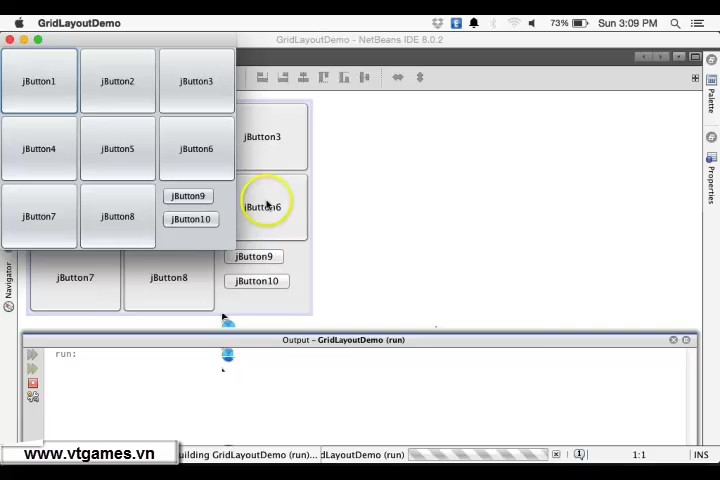 GridLayoutDemo
73%
Sun 3:09 PM
GridLayoutDemo - NetBeans IDE 8.0.2
jButton1
jButton2
jButton3
jButton4
jButton5
jButton6
jButton7
jButton8
jButton9
jButton10
jButton3
jButton6
jButton7
jButton8
jButton9
jButton10
Palette
Properties
Navigator
Output - GridLayoutDemo (run)
run:
www.vtgames.vn
uilding GridLayoutDemo (run)...
dLayoutDemo (run)
1
1:1
INS